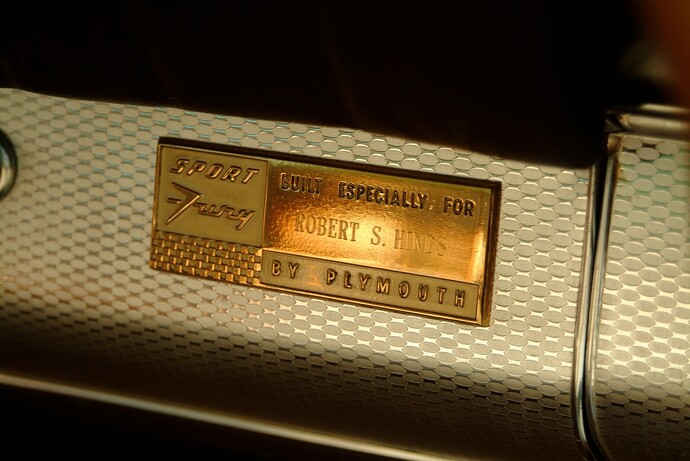 SPORT
Fury
BUILT ESPECIALLY FOR
ROBERT S. HINDS
BY PLYMOUTH